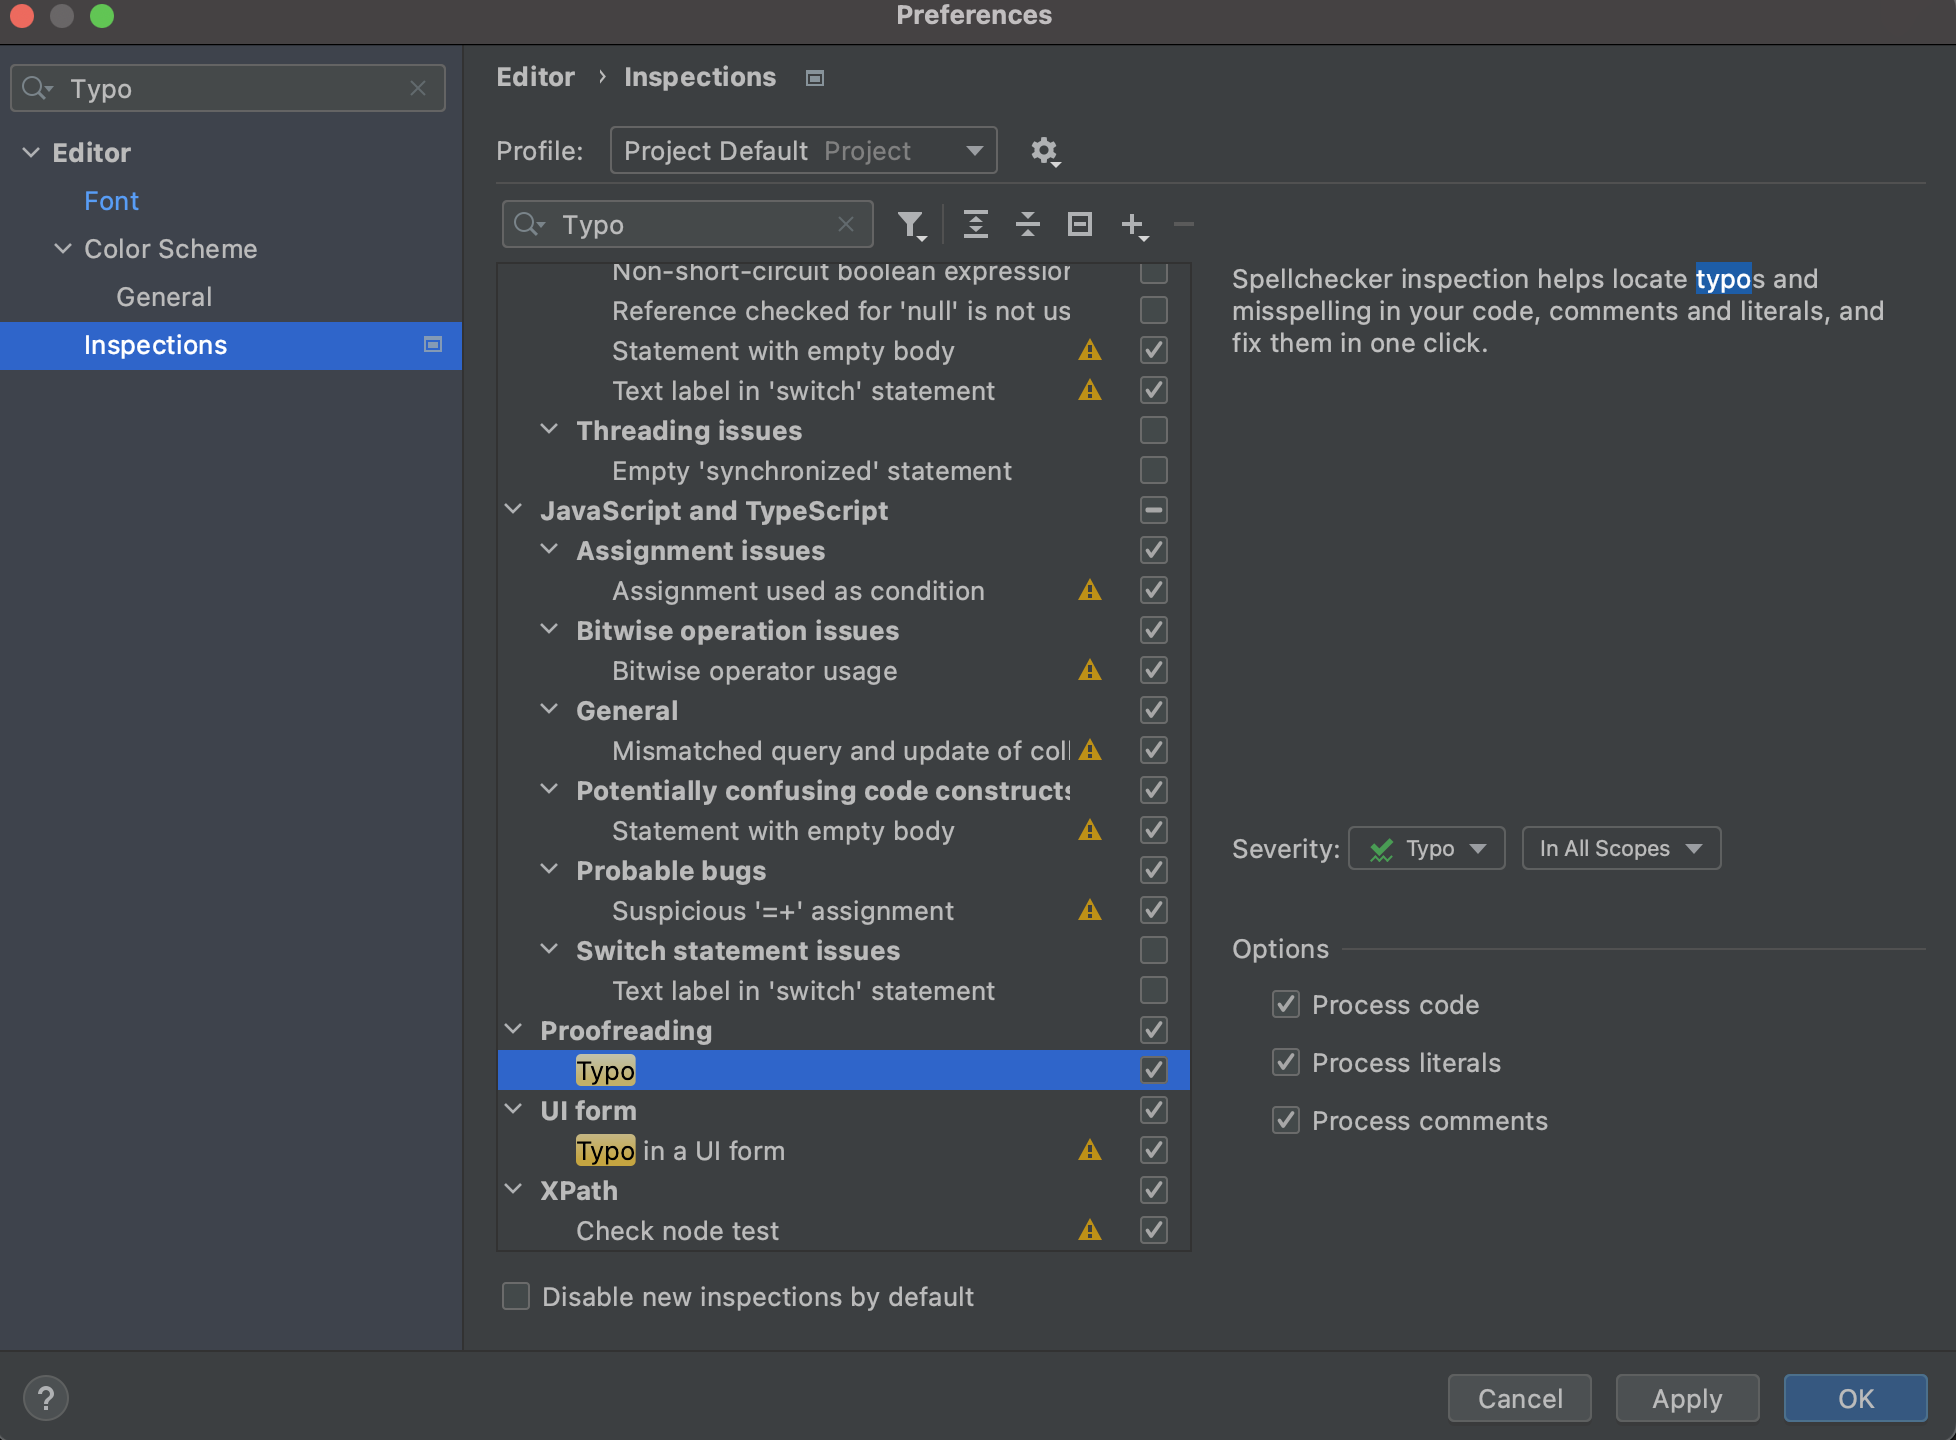 Preferences
Typo
Editor
Font
Color Scheme
General
Inspections
Editor › Inspections
Profile: Project Default Project
Typo
Non-short-circuit boolean expression
Reference checked for 'null' is not us
Statement with empty body
Text label in 'switch' statement
Threading issues
Empty 'synchronized' statement
JavaScript and TypeScript
Assignment issues
Assignment used as condition
Bitwise operation issues
Bitwise operator usage
General
Mismatched query and update of coll
Potentially confusing code constructs
Statement with empty body
Probable bugs
Suspicious '=+' assignment
Switch statement issues
Text label in 'switch' statement
Proofreading
Typo
UI form
Typo in a UI form
XPath
Check node test
Disable new inspections by default
Spellchecker inspection helps locate typos and
misspelling in your code, comments and literals, and
fix them in one click.
Severity: Typo In All Scopes
Options
Process code
Process literals
Process comments
?
Cancel Apply OK